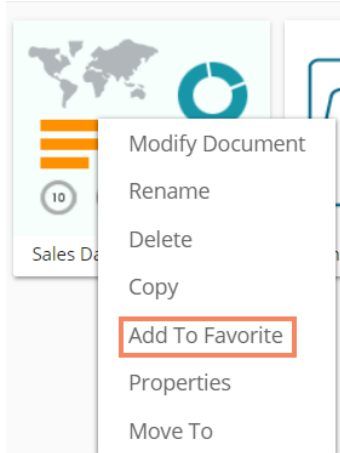 Modify Document
10
Rename
Delete
Sales Da
Copy
Add To Favorite
Properties
Move To